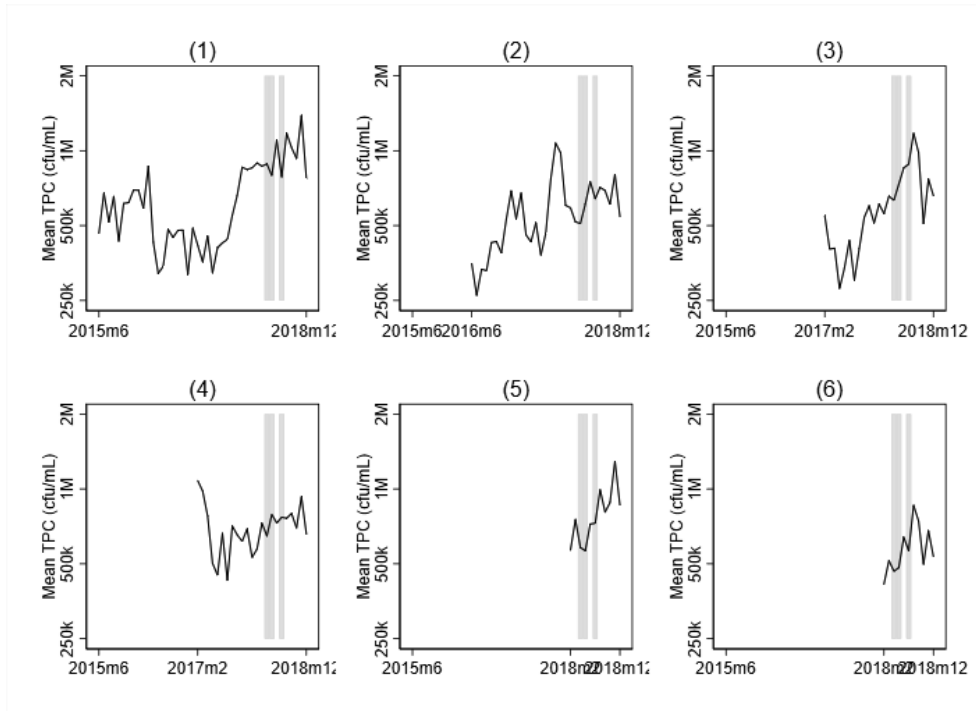 (1)
Mean TPC (cfu/mL)
2M
1M
500k
250k
2015m6
2018m12
(2)
Mean TPC (cfu/mL)
2M
1M
500k
250k
2015m6
2016m6
2018m12
(3)
Mean TPC (cfu/mL)
2M
1M
500k
250k
2015m6
2017m2
2018m12
(4)
Mean TPC (cfu/mL)
2M
1M
500k
250k
2015m6
2017m2
2018m12
(5)
Mean TPC (cfu/mL)
2M
1M
500k
250k
2015m6
2018m2
2018m12
(6)
Mean TPC (cfu/mL)
2M
1M
500k
250k
2015m6
2018m2
2018m12